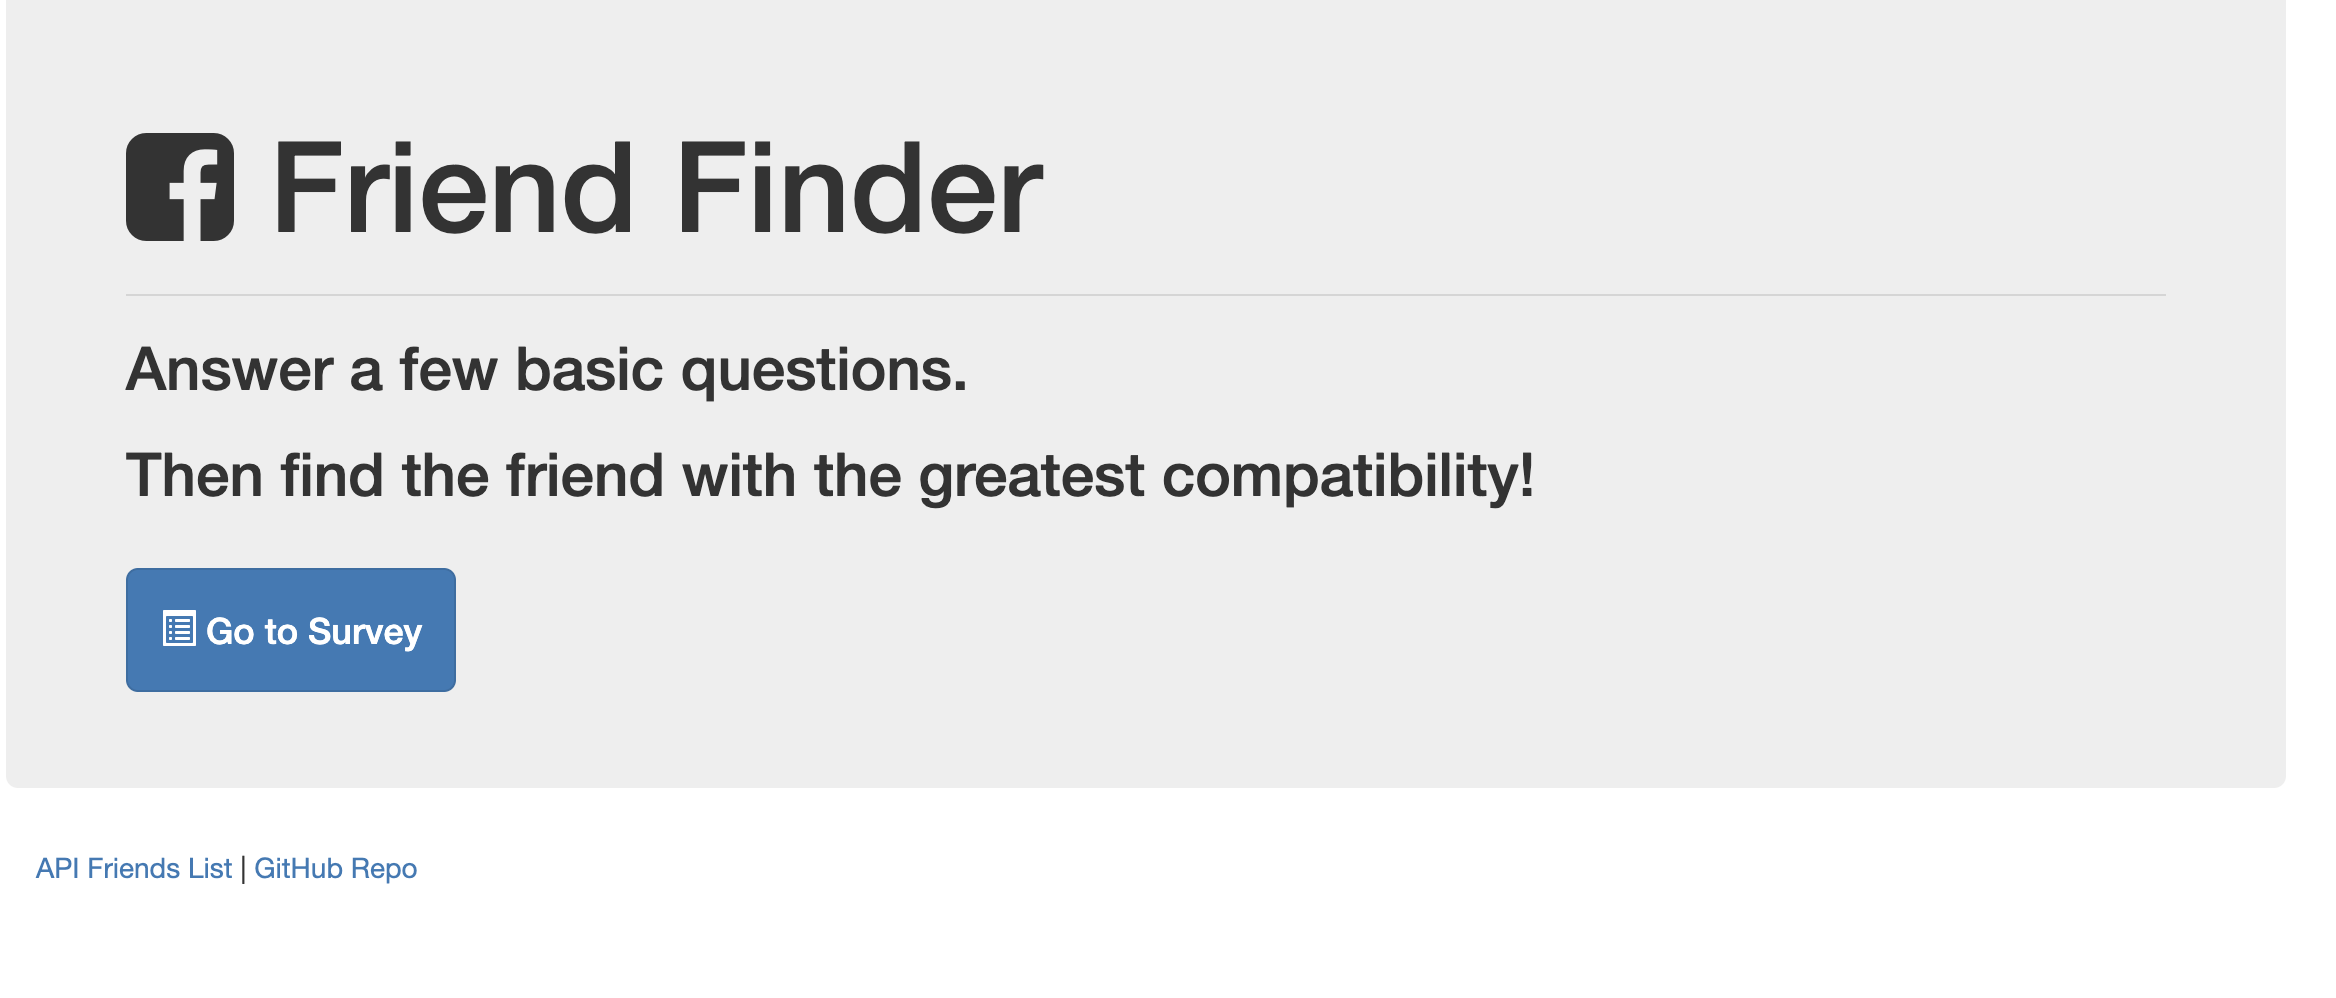 Friend Finder
Answer a few basic questions.
Then find the friend with the greatest compatibility!
Go to Survey
API Friends List | GitHub Repo